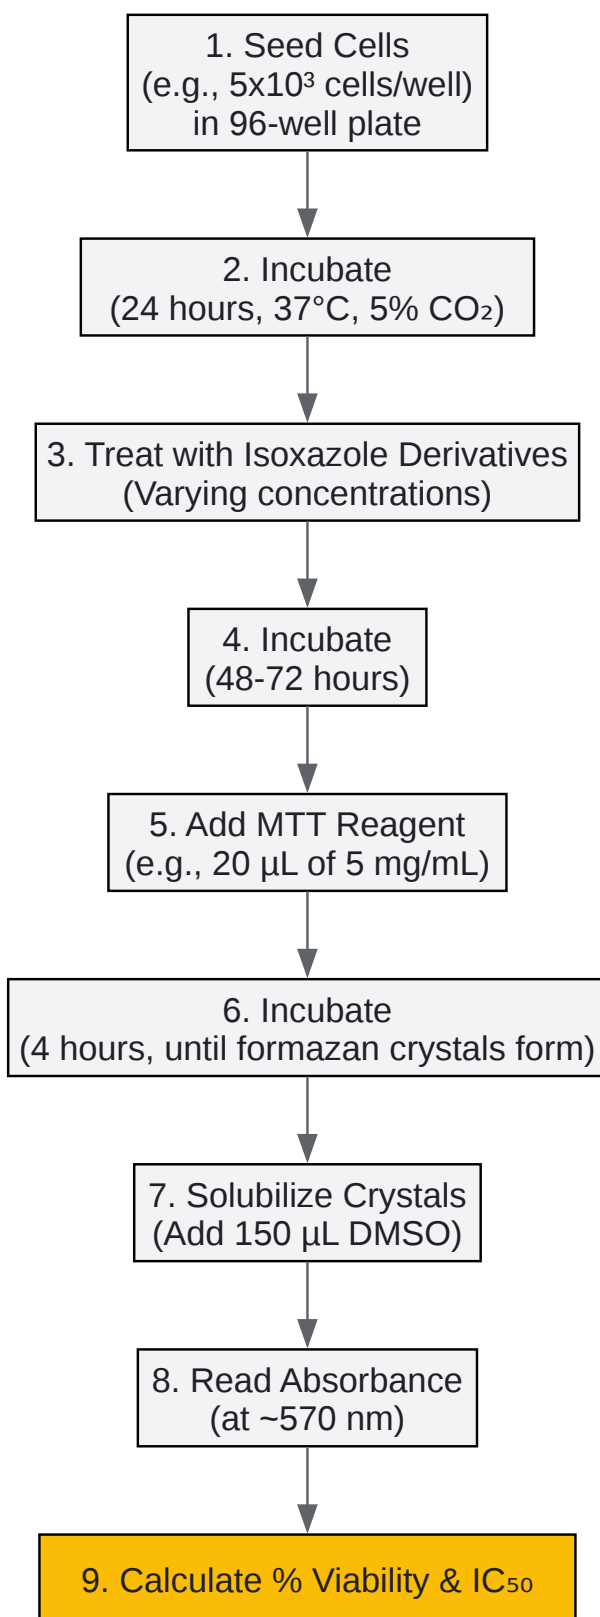 1. Seed Cells
(e.g., 5x10³ cells/well)
in 96-well plate
2. Incubate
(24 hours, 37°C, 5% CO₂)
3. Treat with Isoxazole Derivatives
(Varying concentrations)
4. Incubate
(48-72 hours)
5. Add MTT Reagent
(e.g., 20 µL of 5 mg/mL)
6. Incubate
(4 hours, until formazan crystals form)
7. Solubilize Crystals
(Add 150 µL DMSO)
8. Read Absorbance
(at ~570 nm)
9. Calculate % Viability & IC₅₀